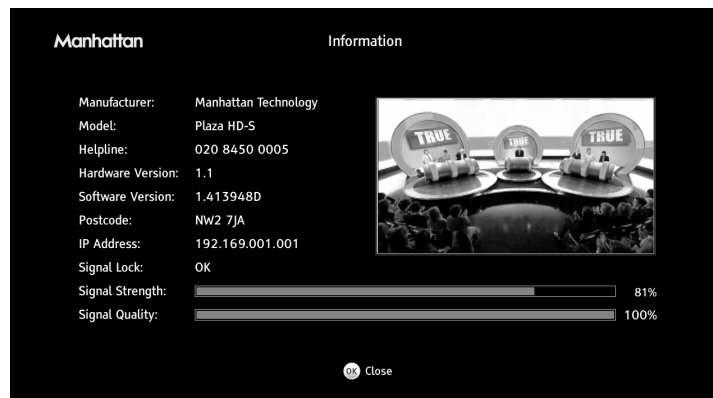 Manhattan
Information
Manufacturer: Manhattan Technology
Model: Plaza HD-S
Helpline: 020 8450 0005
Hardware Version: 1.1
Software Version: 1.413948D
Postcode: NW2 7JA
IP Address: 192.169.001.001
Signal Lock: OK
Signal Strength: 81%
Signal Quality: 100%
TRUE
TRUE
TRUE
OK Close